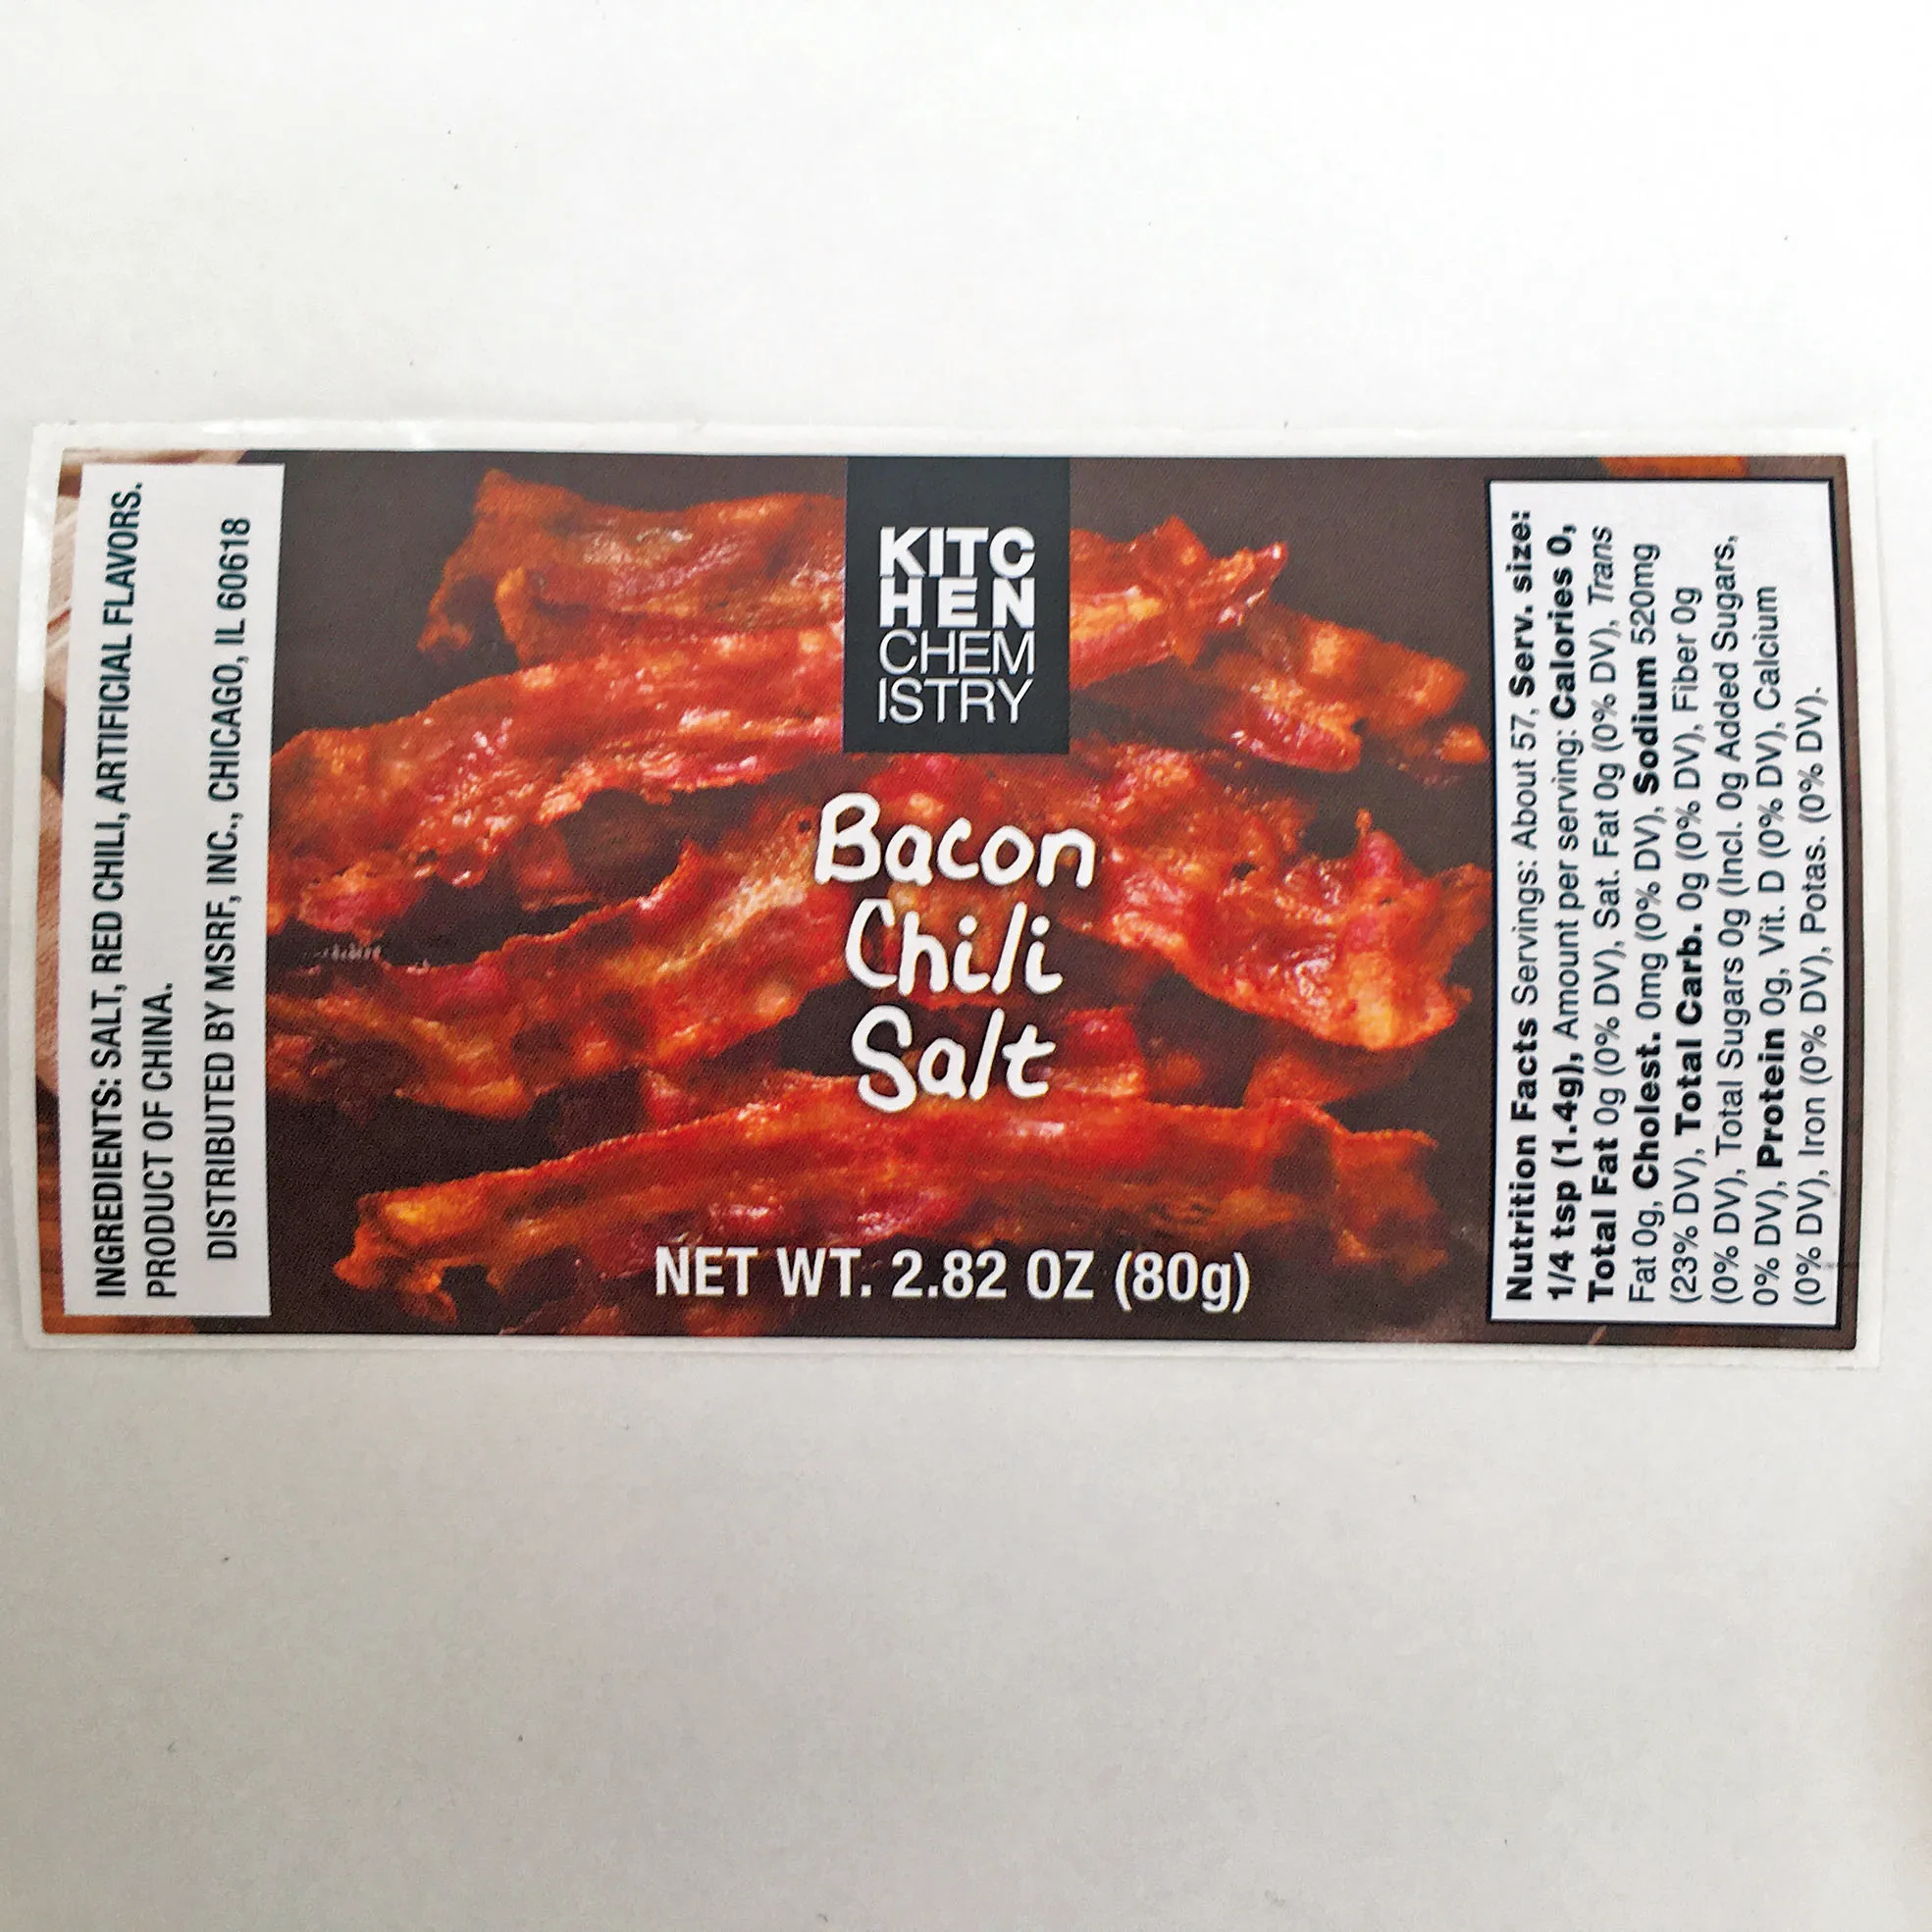 INGREDIENTS: SALT, RED CHILI, ARTIFICIAL FLAVORS.
PRODUCT OF CHINA.
DISTRIBUTED BY MSRF, INC., CHICAGO, IL 60618
KITC
HEN
CHEM
ISTRY
Bacon
Chili
Salt
NET WT. 2.82 OZ (80g)
Nutrition Facts Servings: About 57, Serv. size:
1/4 tsp (1.4g), Amount per serving: Calories 0,
Total Fat 0g (0% DV), Sat. Fat 0g (0% DV), Trans
Fat 0g, Cholest. 0mg (0% DV), Sodium 520mg
(23% DV), Total Carb. 0g (0% DV), Fiber 0g
(0% DV), Total Sugars 0g (Incl. 0g Added Sugars,
0% DV), Protein 0g, Vit. D (0% DV), Calcium
(0% DV), Iron (0% DV), Potas. (0% DV).